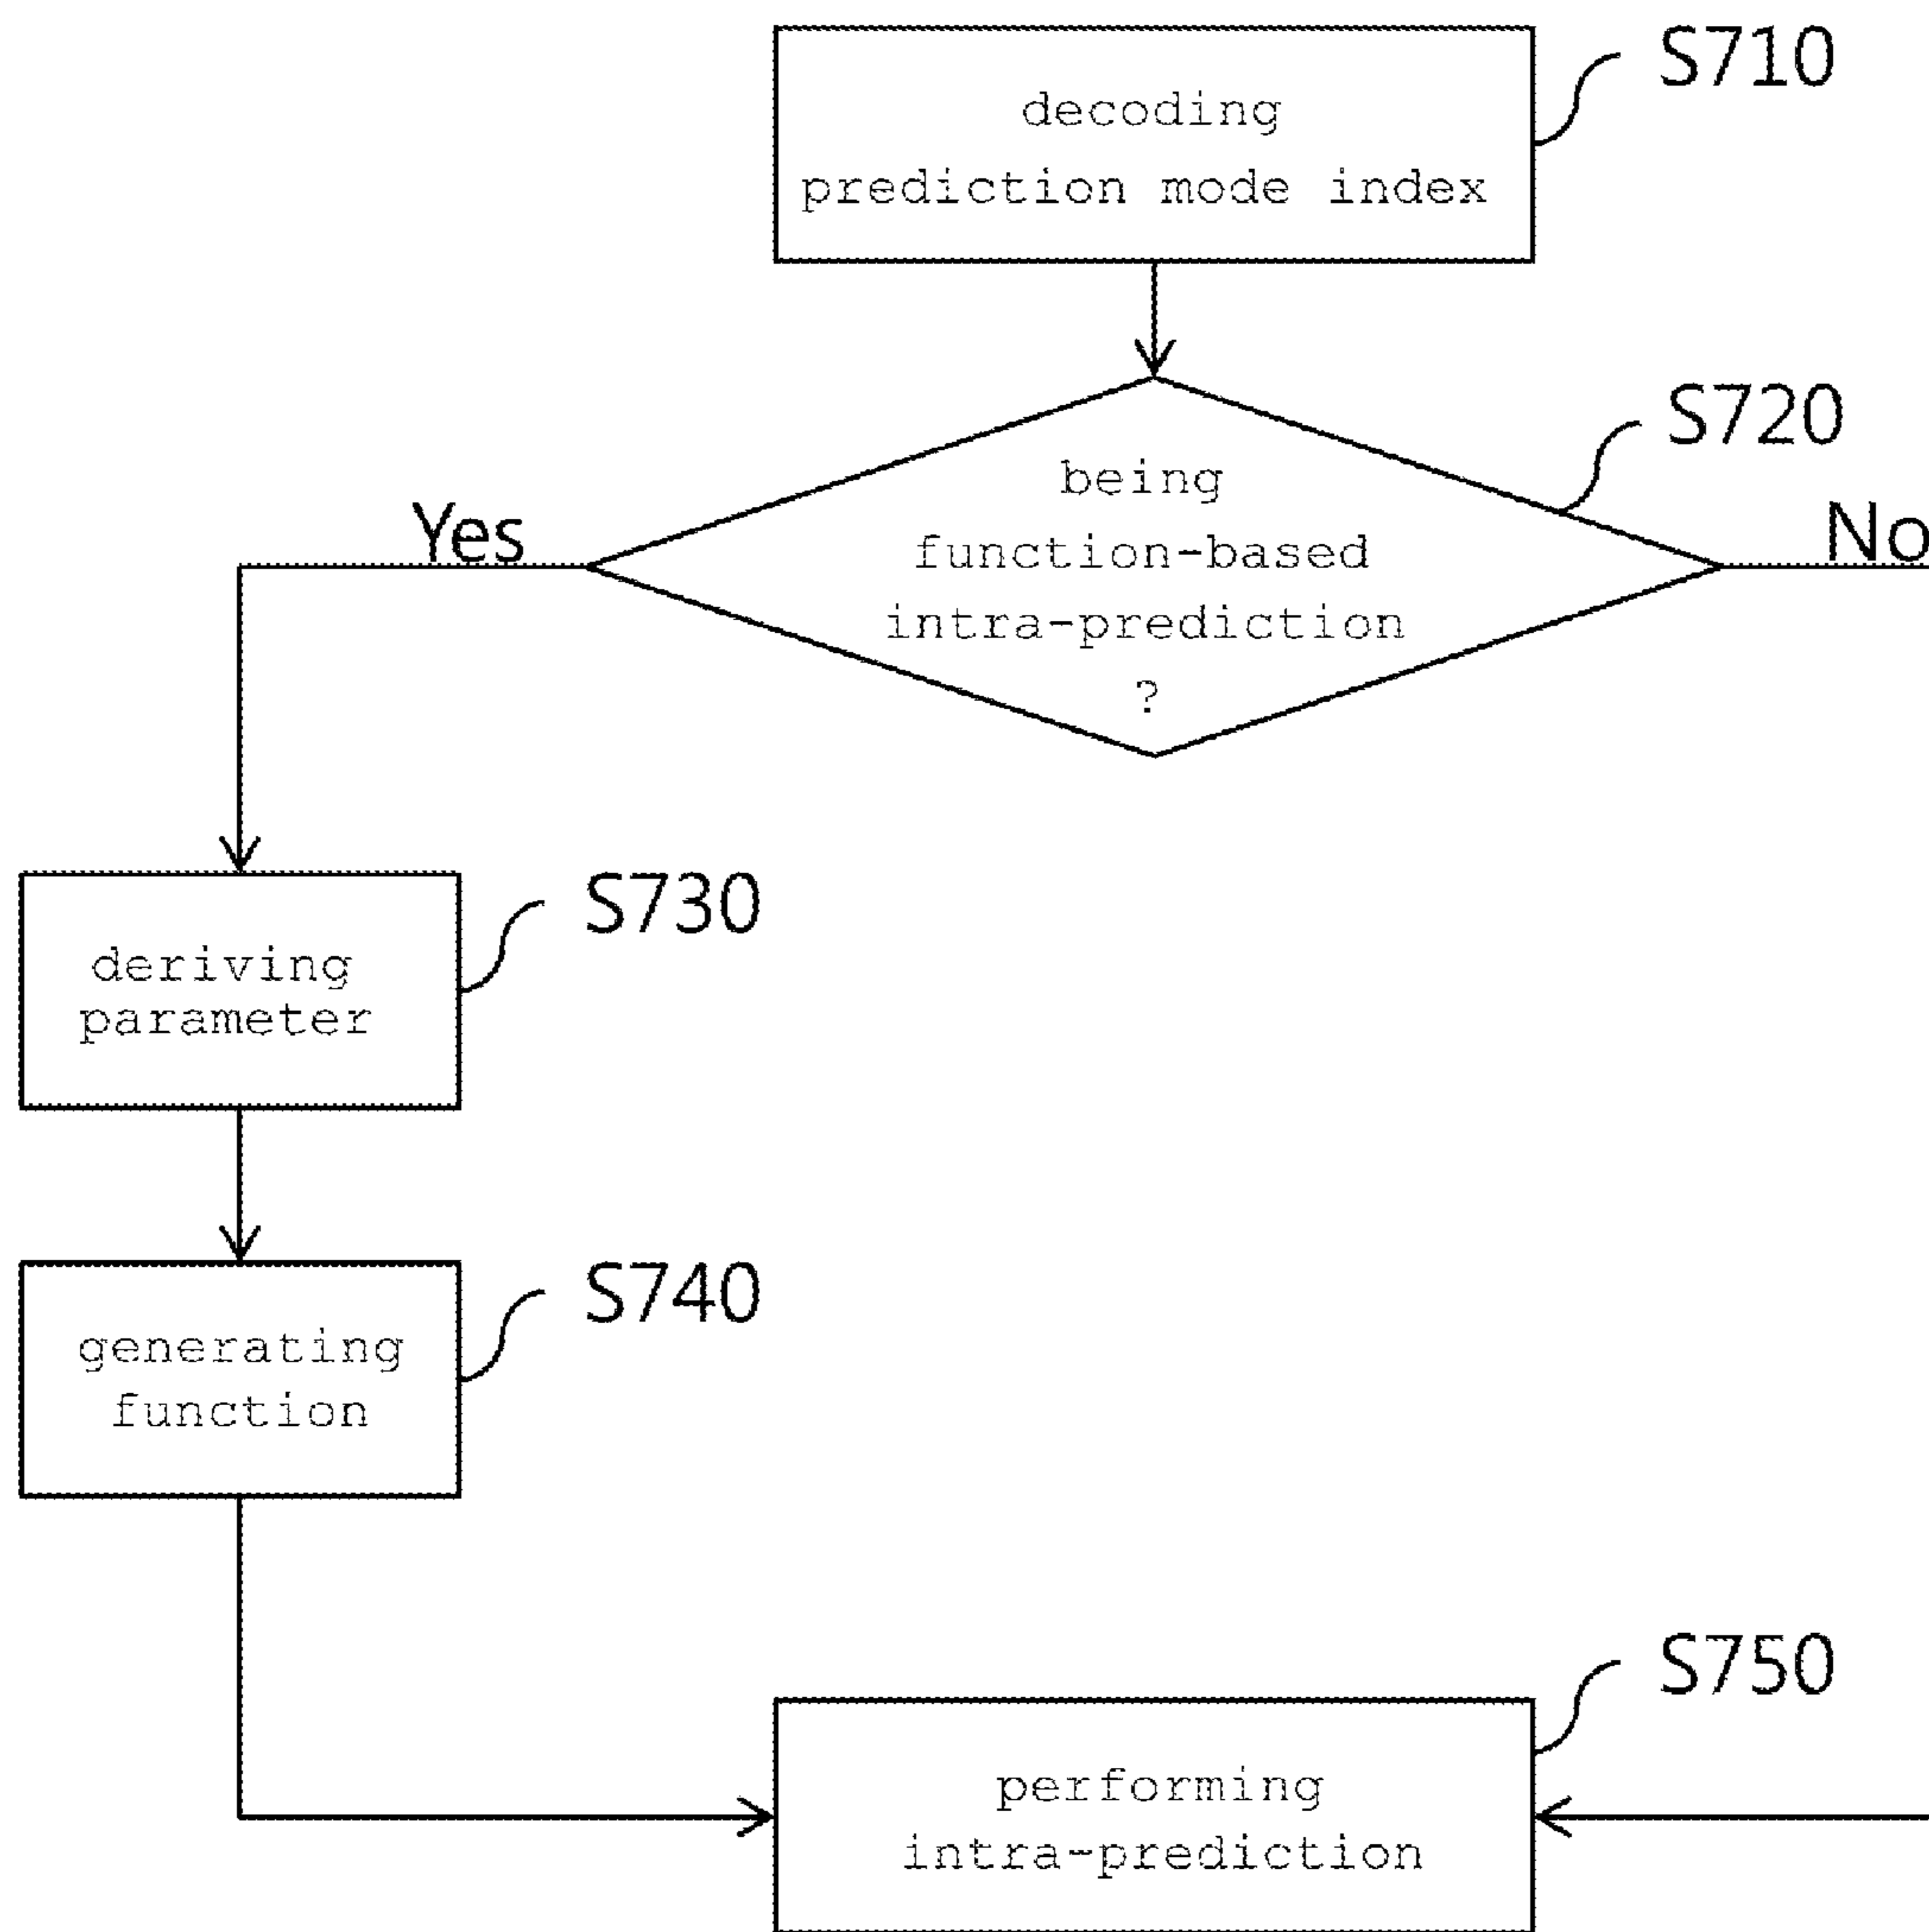 decoding
prediction mode index
S710
being
function-based
intra-prediction
?
S720
Yes
No
deriving
parameter
S730
generating
function
S740
performing
intra-prediction
S750